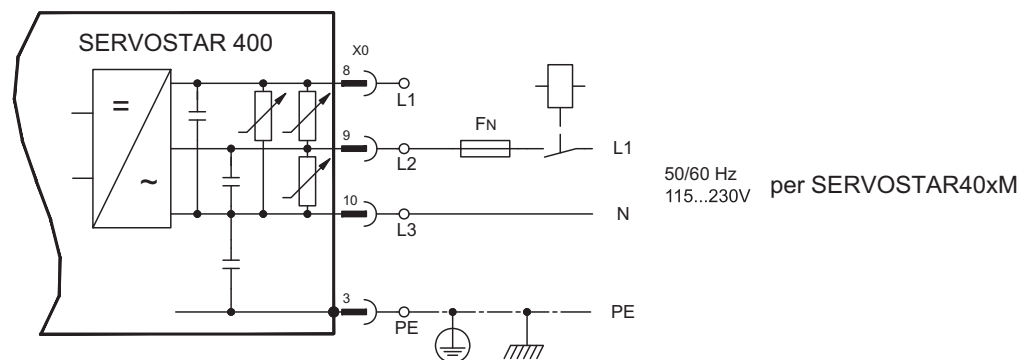 SERVOSTAR 400
X0
8
L1
=
~
9
L2
FN
L1
50/60 Hz
115...230V
per SERVOSTAR40xM
10
L3
N
3
PE
PE